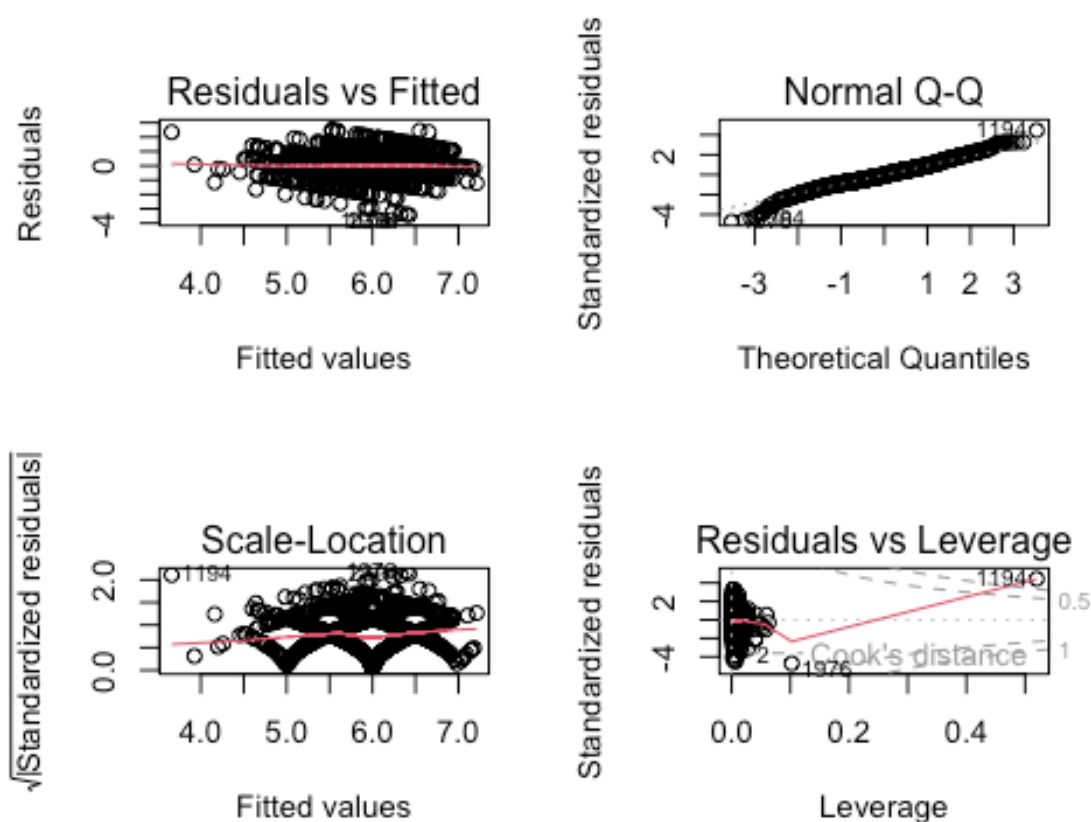 Residuals vs Fitted
Residuals
0
-4
4.0 5.0 6.0 7.0
Fitted values
Normal Q-Q
Standardized residuals
2
-4
1194
-3 -1 1 2 3
Theoretical Quantiles
Scale-Location
√|Standardized residuals|
2.0
0.0
1194
4.0 5.0 6.0 7.0
Fitted values
Residuals vs Leverage
Standardized residuals
2
-4
1194
0.5
1
2
Cook's distance
1976
0.0 0.2 0.4
Leverage